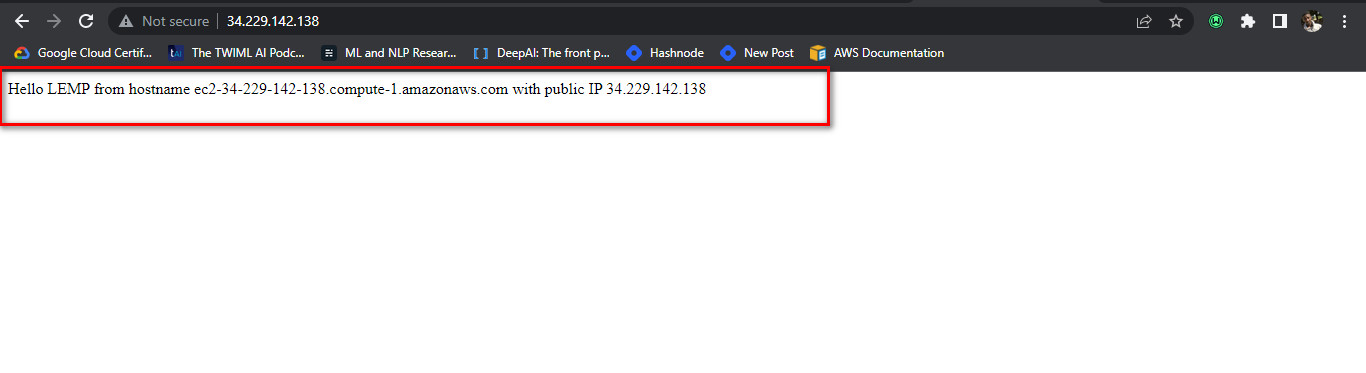 Not secure 34.229.142.138
Google Cloud Certif... The TWIML AI Podc... ML and NLP Resear... DeepAI: The front p... Hashnode New Post AWS Documentation
Hello LEMP from hostname ec2-34-229-142-138.compute-1.amazonaws.com with public IP 34.229.142.138